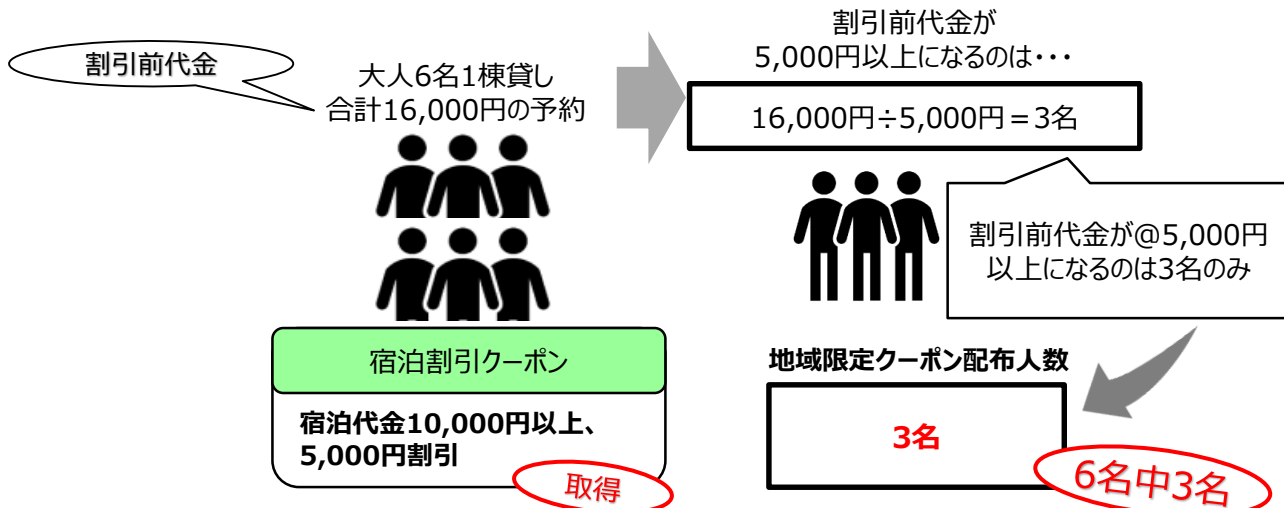 割引前代金
大人6名1棟貸し
合計16,000円の予約
宿泊割引クーポン
宿泊代金10,000円以上、
5,000円割引
取得
割引前代金が
5,000円以上になるのは・・・
16,000円÷5,000円＝3名
割引前代金が@5,000円
以上になるのは3名のみ
地域限定クーポン配布人数
3名
6名中3名